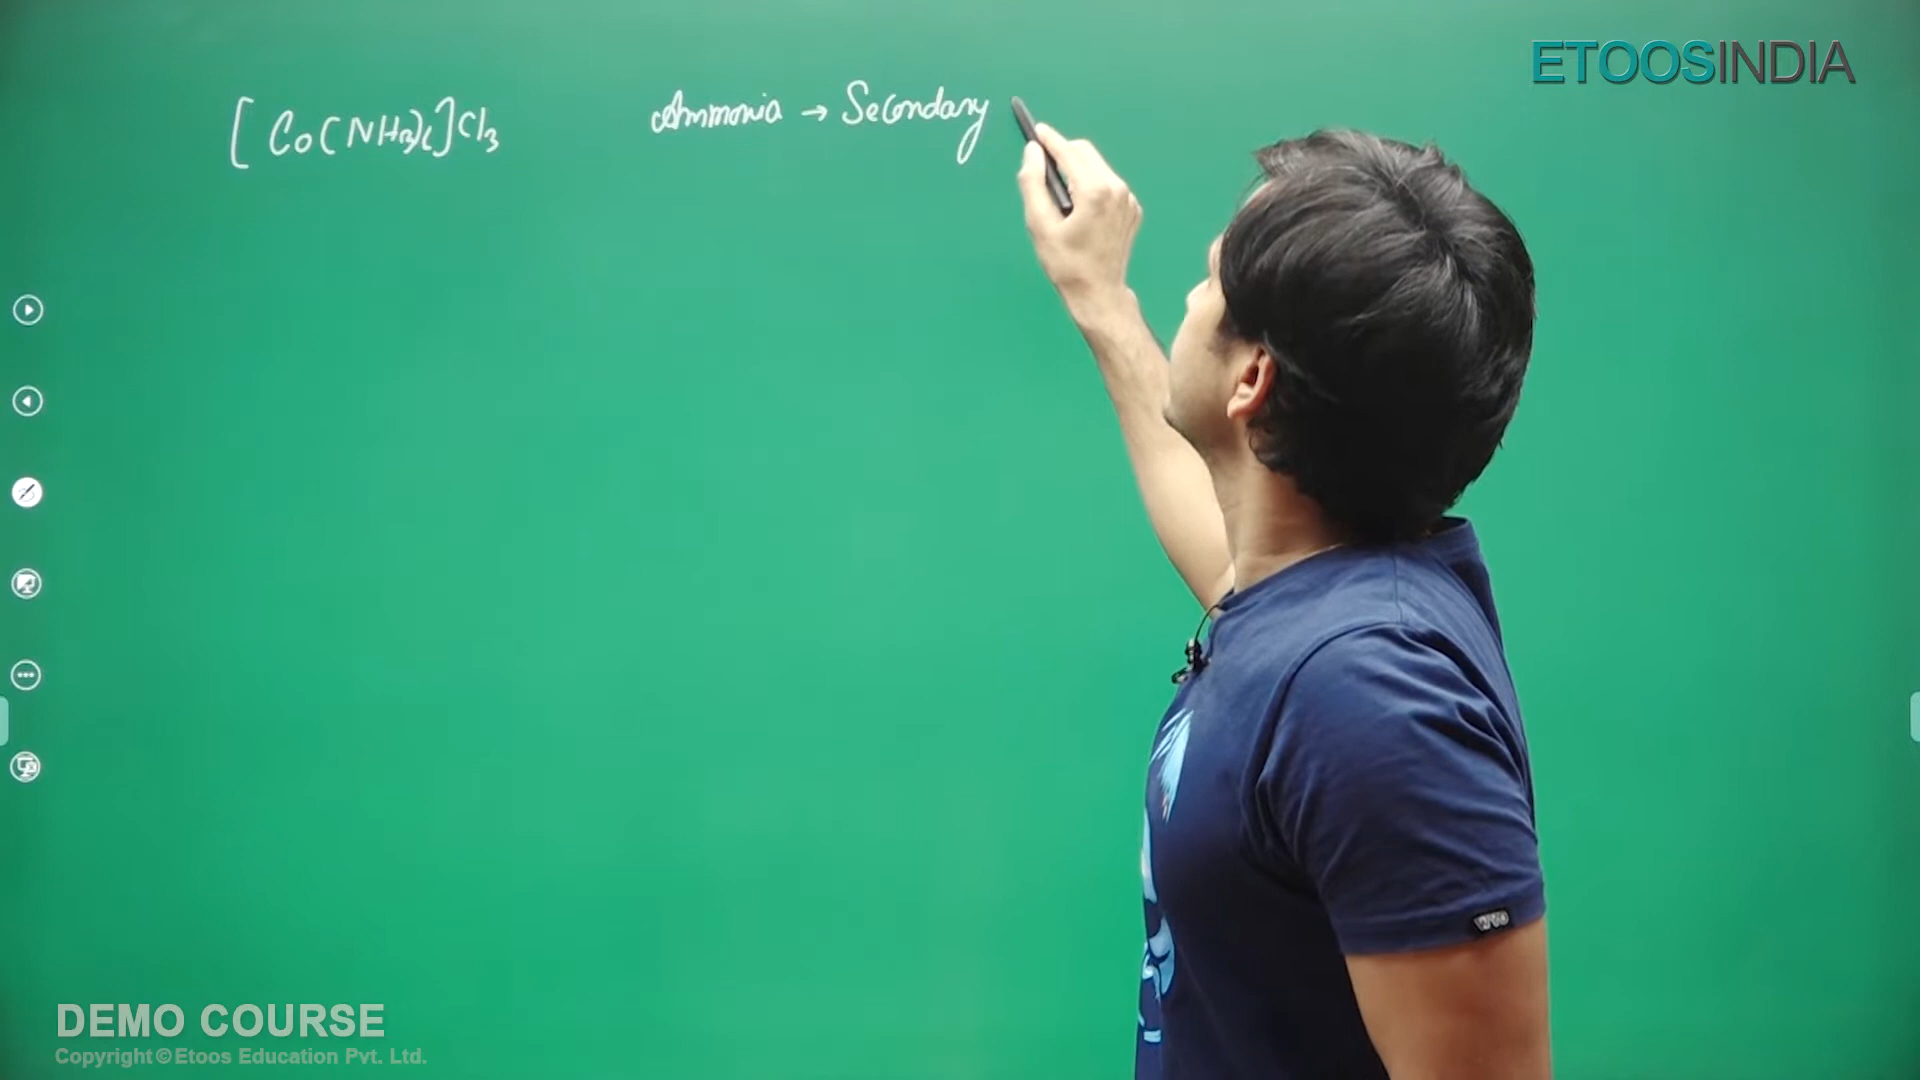 ETOOSINDIA
[Co(NH3)6]Cl3 Ammonia → Secondary
DEMO COURSE
Copyright © Etoos Education Pvt. Ltd.